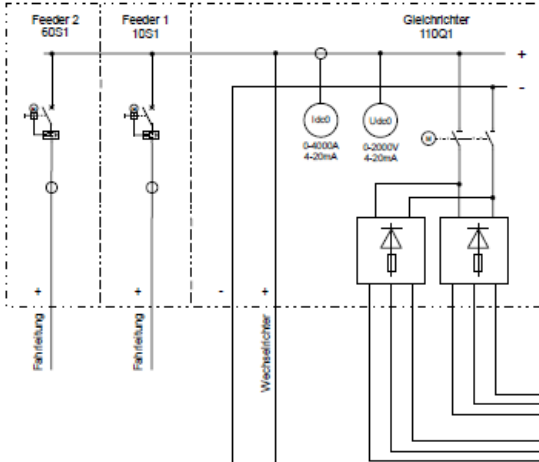 Feeder 2
60S1
Feeder 1
10S1
Gleichrichter
110Q1
+
-
Idc0
0-4000A
4-20mA
Udc0
0-2000V
4-20mA
M
+
+
-
+
Fahrleitung
Fahrleitung
Wechselrichter